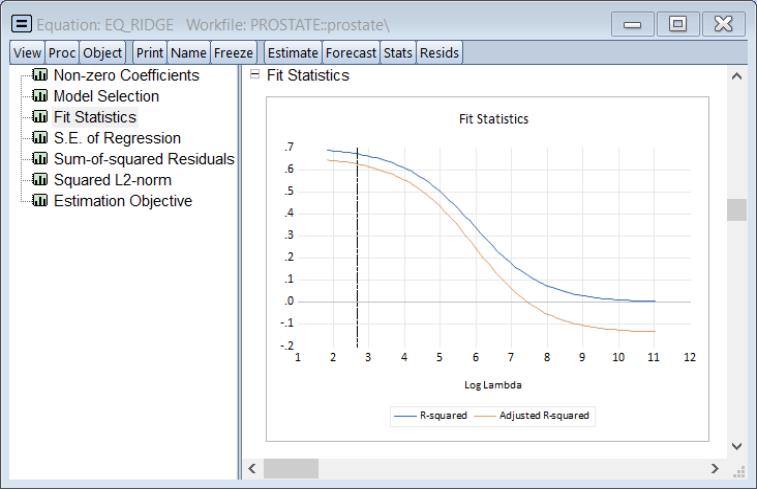 Equation: EQ_RIDGE Workfile: PROSTATE::prostate\
View Proc Object Print Name Freeze Estimate Forecast Stats Resids
Non-zero Coefficients
Model Selection
Fit Statistics
S.E. of Regression
Sum-of-squared Residuals
Squared L2-norm
Estimation Objective
Fit Statistics
Fit Statistics
.7
.6
.5
.4
.3
.2
.1
.0
-.1
-.2
1 2 3 4 5 6 7 8 9 10 11 12
Log Lambda
R-squared Adjusted R-squared